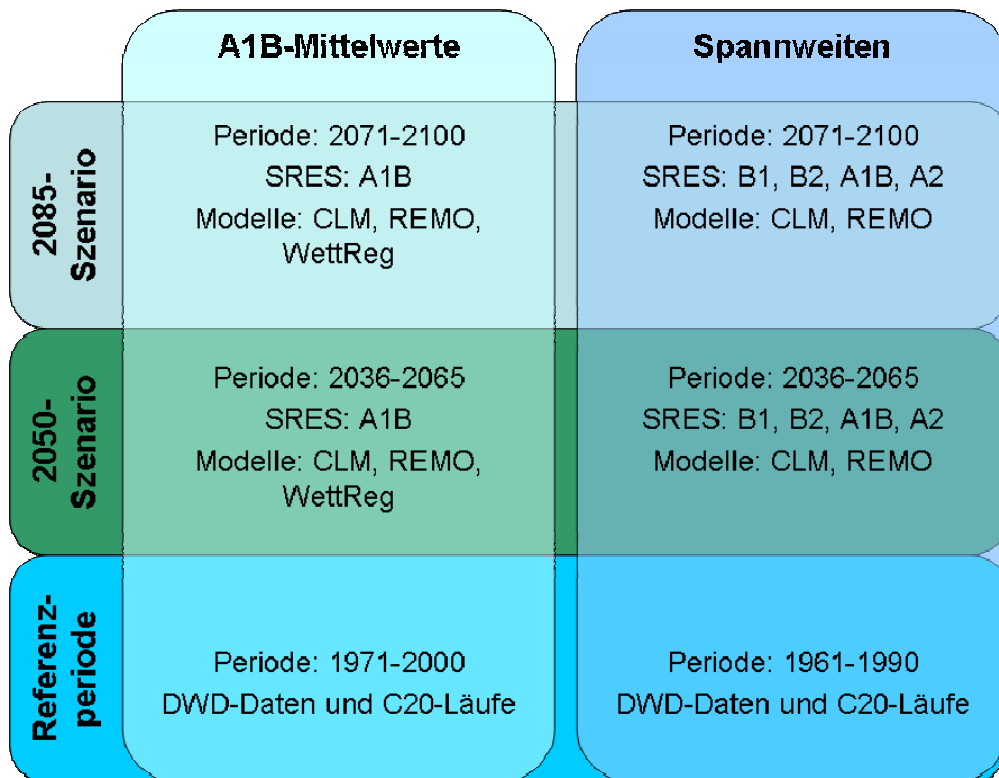 A1B-Mittelwerte
Spannweiten
2085-
Szenario
Periode: 2071-2100
SRES: A1B
Modelle: CLM, REMO,
WettReg
Periode: 2071-2100
SRES: B1, B2, A1B, A2
Modelle: CLM, REMO
2050-
Szenario
Periode: 2036-2065
SRES: A1B
Modelle: CLM, REMO,
WettReg
Periode: 2036-2065
SRES: B1, B2, A1B, A2
Modelle: CLM, REMO
Referenz-
periode
Periode: 1971-2000
DWD-Daten und C20-Läufe
Periode: 1961-1990
DWD-Daten und C20-Läufe